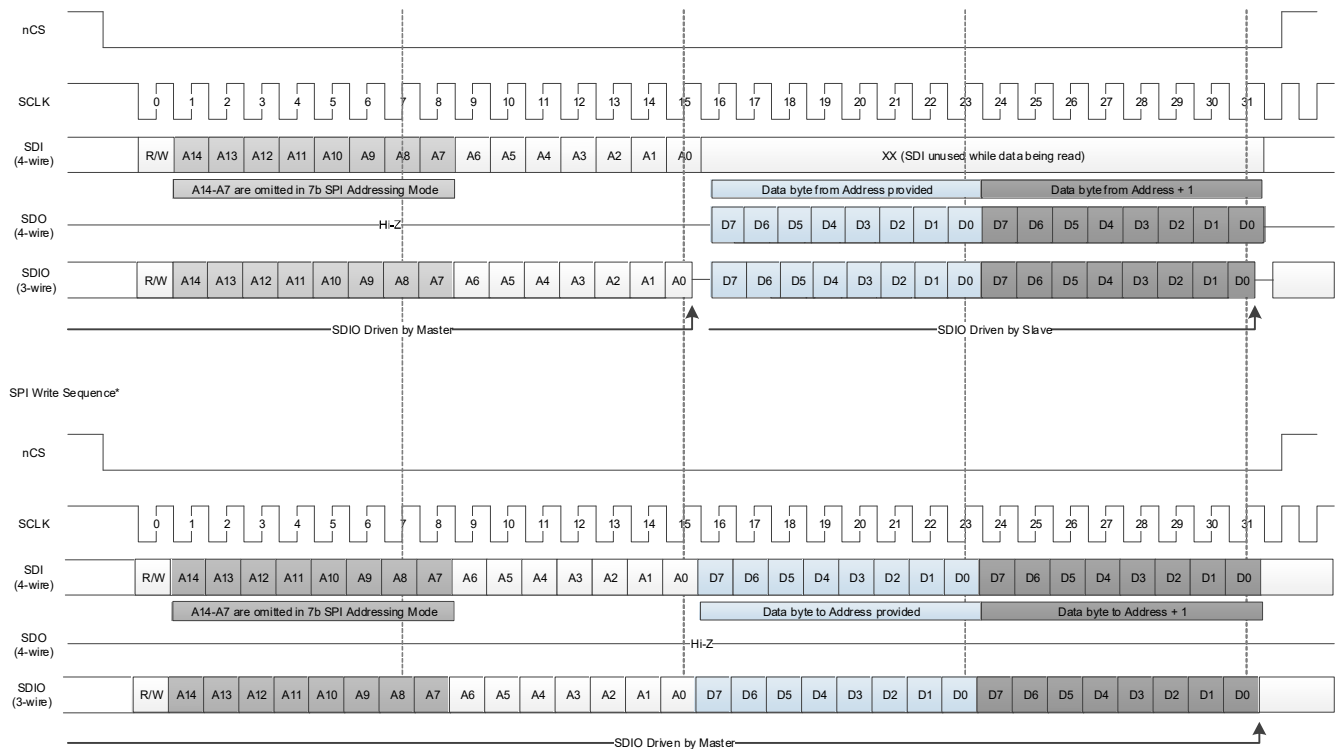 nCS
SCLK
0 1 2 3 4 5 6 7 8 9 10 11 12 13 14 15 16 17 18 19 20 21 22 23 24 25 26 27 28 29 30 31
SDI
(4-wire)
R/W A14 A13 A12 A11 A10 A9 A8 A7 A6 A5 A4 A3 A2 A1 A0 XX (SDI unused while data being read)
A14-A7 are omitted in 7b SPI Addressing Mode
Data byte from Address provided
Data byte from Address + 1
SDO
(4-wire)
Hi-Z
D7 D6 D5 D4 D3 D2 D1 D0 D7 D6 D5 D4 D3 D2 D1 D0
SDIO
(3-wire)
R/W A14 A13 A12 A11 A10 A9 A8 A7 A6 A5 A4 A3 A2 A1 A0 D7 D6 D5 D4 D3 D2 D1 D0 D7 D6 D5 D4 D3 D2 D1 D0
SDIO Driven by Master
SDIO Driven by Slave
SPI Write Sequence*
nCS
SCLK
0 1 2 3 4 5 6 7 8 9 10 11 12 13 14 15 16 17 18 19 20 21 22 23 24 25 26 27 28 29 30 31
SDI
(4-wire)
R/W A14 A13 A12 A11 A10 A9 A8 A7 A6 A5 A4 A3 A2 A1 A0 D7 D6 D5 D4 D3 D2 D1 D0 D7 D6 D5 D4 D3 D2 D1 D0
A14-A7 are omitted in 7b SPI Addressing Mode
Data byte to Address provided
Data byte to Address + 1
SDO
(4-wire)
Hi-Z
SDIO
(3-wire)
R/W A14 A13 A12 A11 A10 A9 A8 A7 A6 A5 A4 A3 A2 A1 A0 D7 D6 D5 D4 D3 D2 D1 D0 D7 D6 D5 D4 D3 D2 D1 D0
SDIO Driven by Master